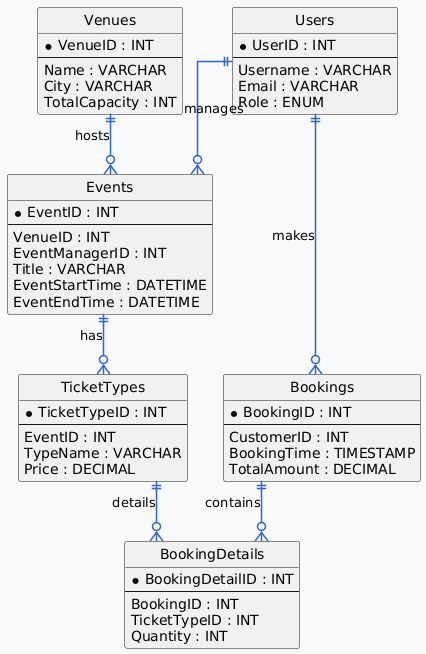 Venues
* VenueID : INT
Name : VARCHAR
City : VARCHAR
TotalCapacity : INT
Users
* UserID : INT
Username : VARCHAR
Email : VARCHAR
Role : ENUM
manages
hosts
Events
* EventID : INT
VenueID : INT
EventManagerID : INT
Title : VARCHAR
EventStartTime : DATETIME
EventEndTime : DATETIME
makes
has
TicketTypes
* TicketTypeID : INT
EventID : INT
TypeName : VARCHAR
Price : DECIMAL
Bookings
* BookingID : INT
CustomerID : INT
BookingTime : TIMESTAMP
TotalAmount : DECIMAL
details
contains
BookingDetails
* BookingDetailID : INT
BookingID : INT
TicketTypeID : INT
Quantity : INT